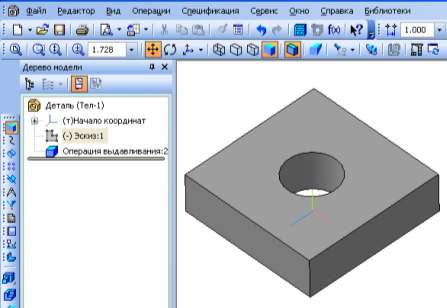 Файл Редактор Вид Операции Спецификация Сервис Окно Справка Библиотеки
f(x) 1.000
1.728
Дерево модели
Деталь (Тел-1)
(т)Начало координат
(-) Эскиз:1
Операция выдавливания:2